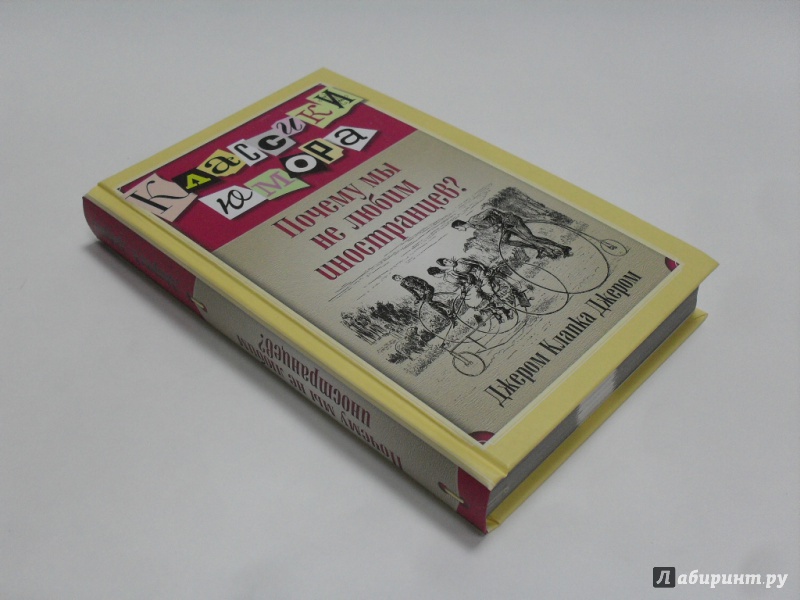 Классики
юмора
Почему мы
не любим
иностранцев?
Джером Клапка Джером
Почему мы не любим
иностранцев?
Лабиринт.ру